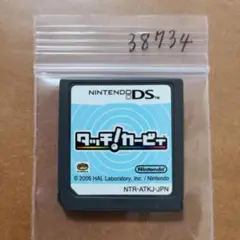 38734
NINTENDO DS
タッチ!カービィ
Nintendo
© 2005 HAL Laboratory, Inc. / Nintendo
NTR-ATKJ-JPN